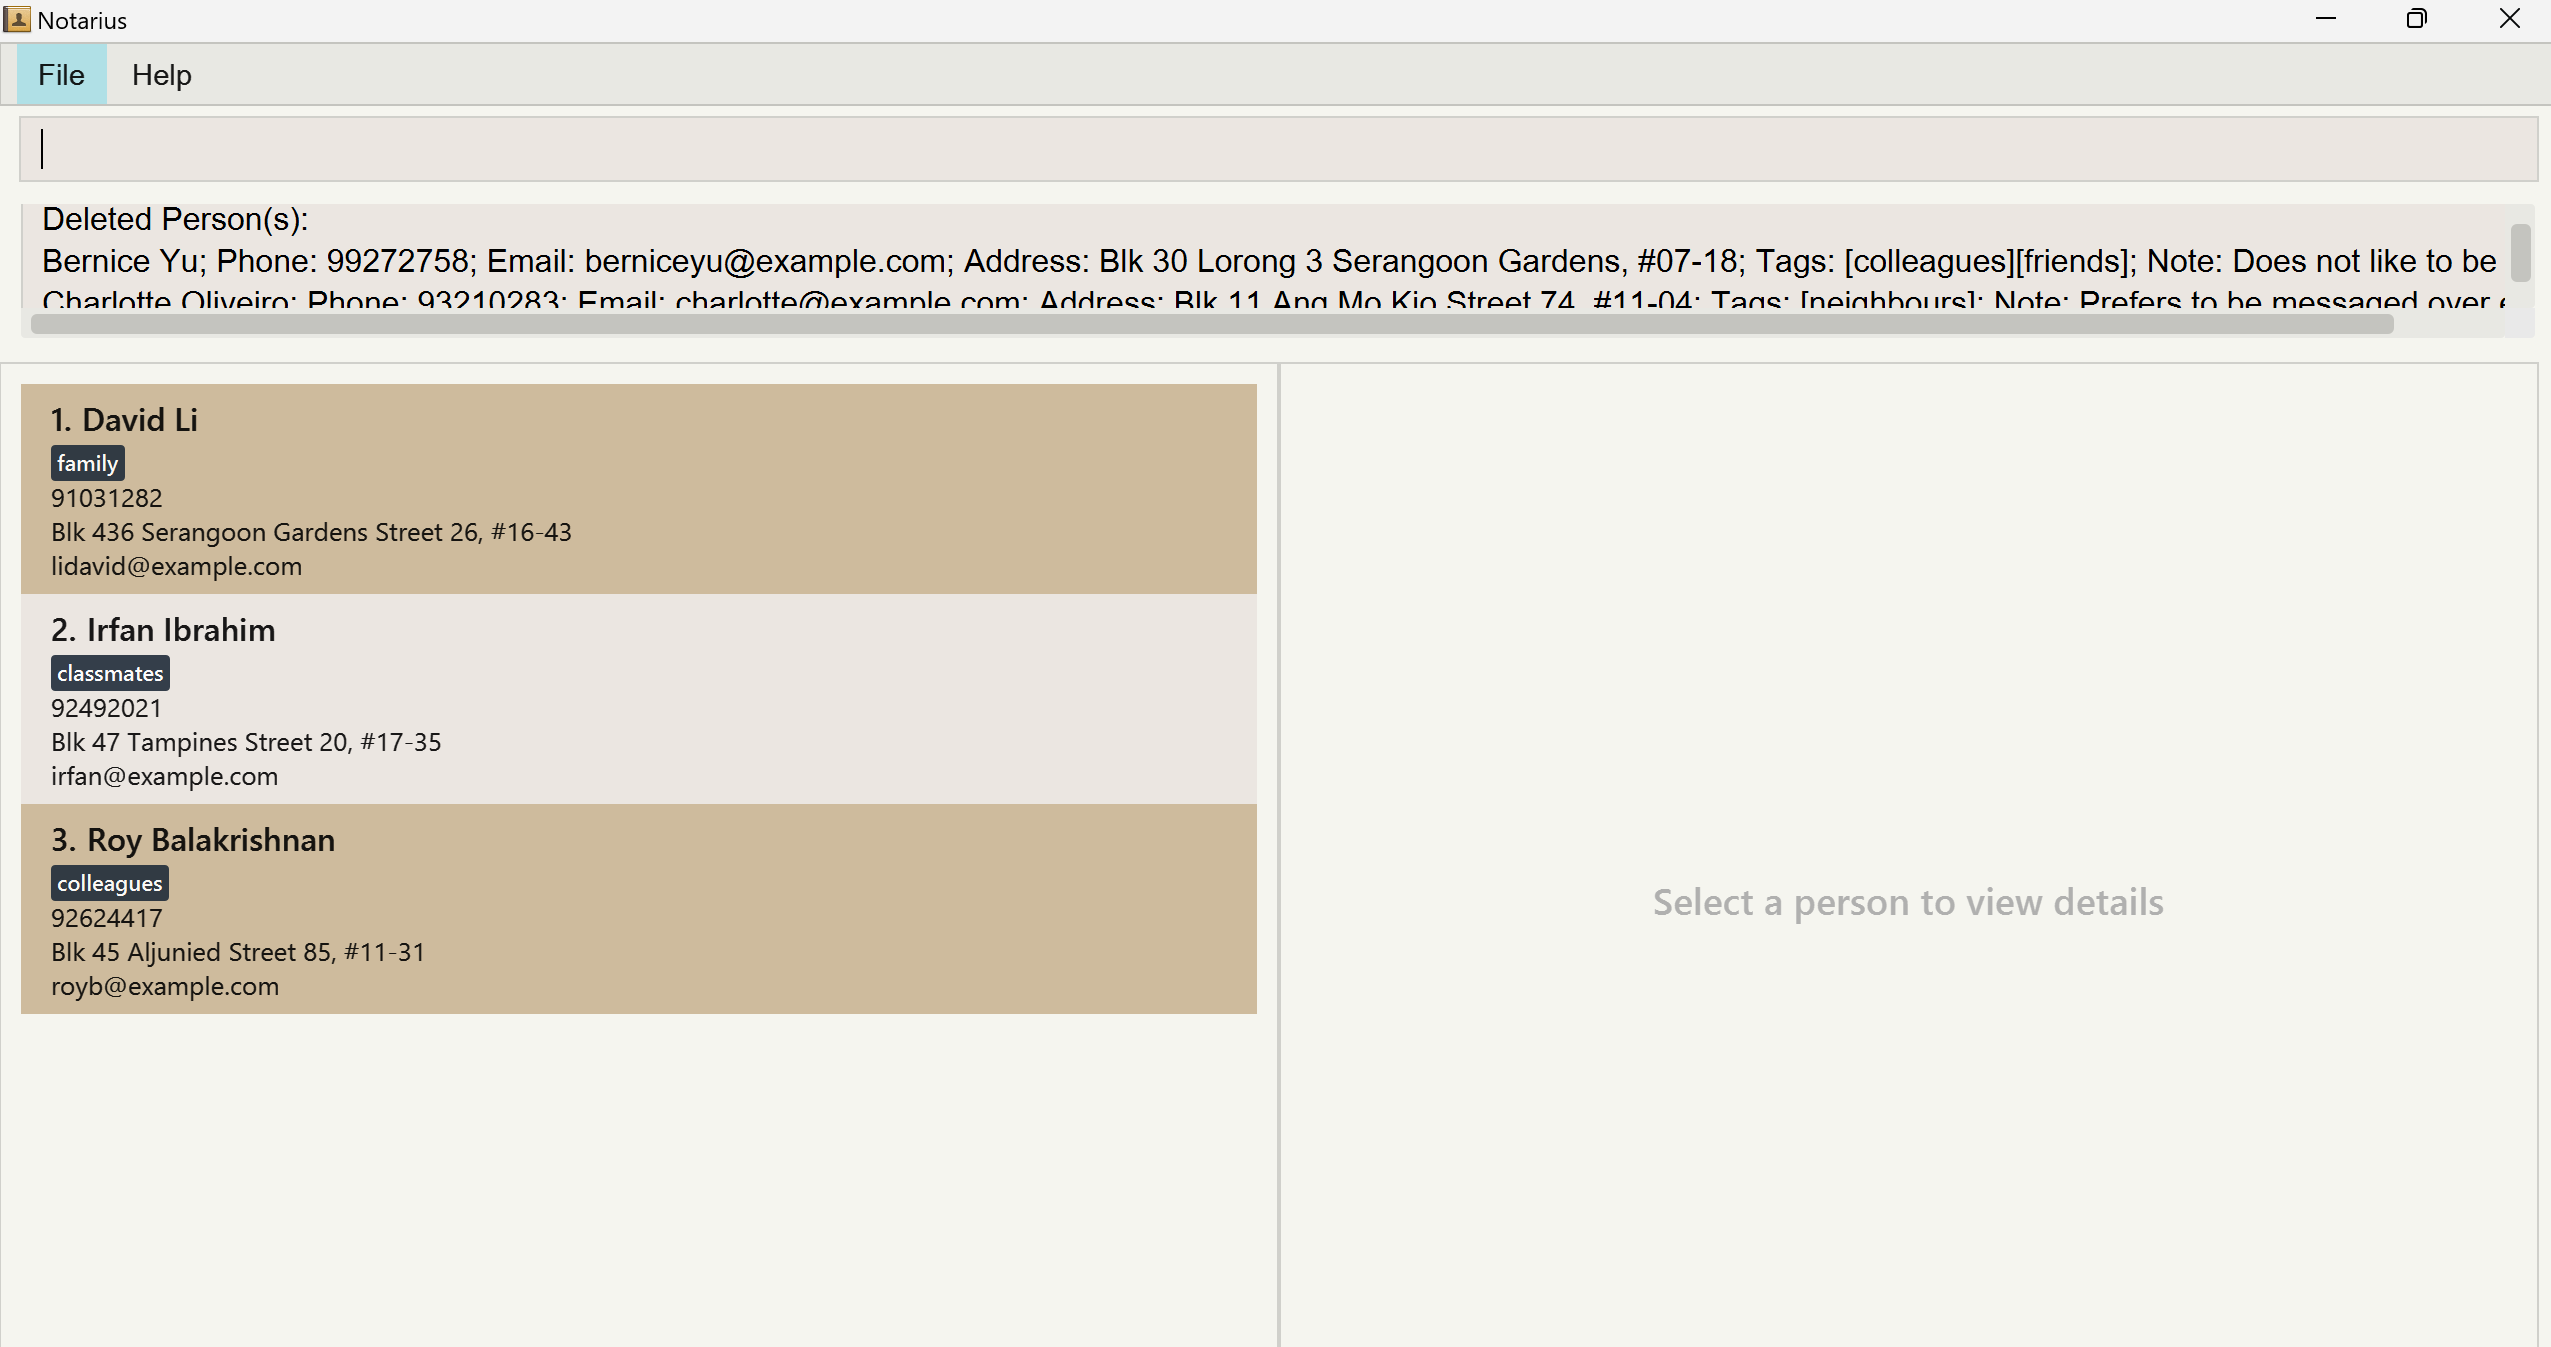 Notarius
File Help
Deleted Person(s):
Bernice Yu; Phone: 99272758; Email: berniceyu@example.com; Address: Blk 30 Lorong 3 Serangoon Gardens, #07-18; Tags: [colleagues][friends]; Note: Does not like to be
Charlotte Oliveiro; Phone: 93210283; Email: charlotte@example.com; Address: Blk 11 Ang Mo Kio Street 74, #11-04; Tags: [neighbours]; Note: Prefers to be messaged over
1. David Li
family
91031282
Blk 436 Serangoon Gardens Street 26, #16-43
lidavid@example.com
2. Irfan Ibrahim
classmates
92492021
Blk 47 Tampines Street 20, #17-35
irfan@example.com
3. Roy Balakrishnan
colleagues
92624417
Blk 45 Aljunied Street 85, #11-31
royb@example.com
Select a person to view details